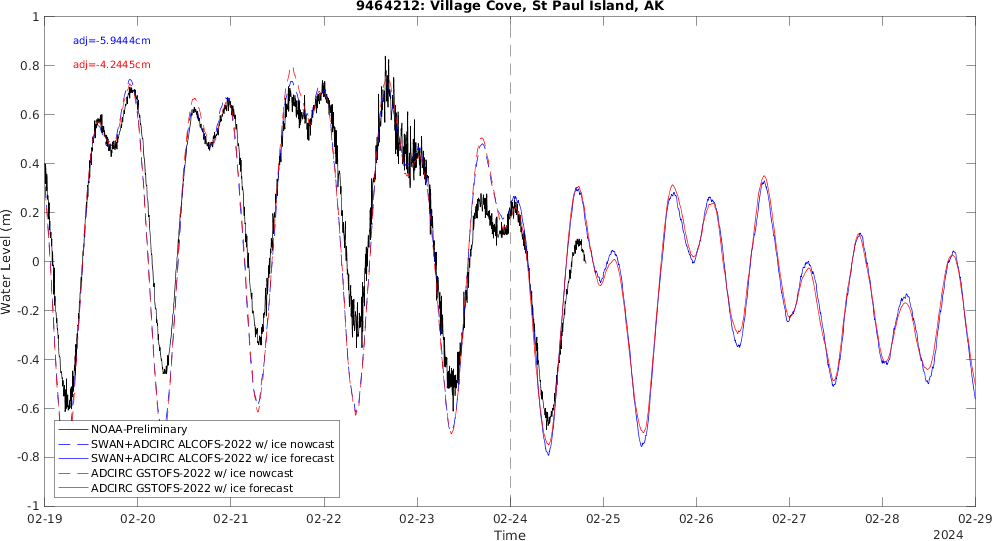 9464212: Village Cove, St Paul Island, AK
adj=-5.9444cm
adj=-4.2445cm
Water Level (m)
1
0.8
0.6
0.4
0.2
0
-0.2
-0.4
-0.6
-0.8
-1
NOAA-Preliminary
SWAN+ADCIRC ALCOFS-2022 w/ ice nowcast
SWAN+ADCIRC ALCOFS-2022 w/ ice forecast
ADCIRC GSTOFS-2022 w/ ice nowcast
ADCIRC GSTOFS-2022 w/ ice forecast
02-19 02-20 02-21 02-22 02-23 02-24 02-25 02-26 02-27 02-28 02-29
Time
2024